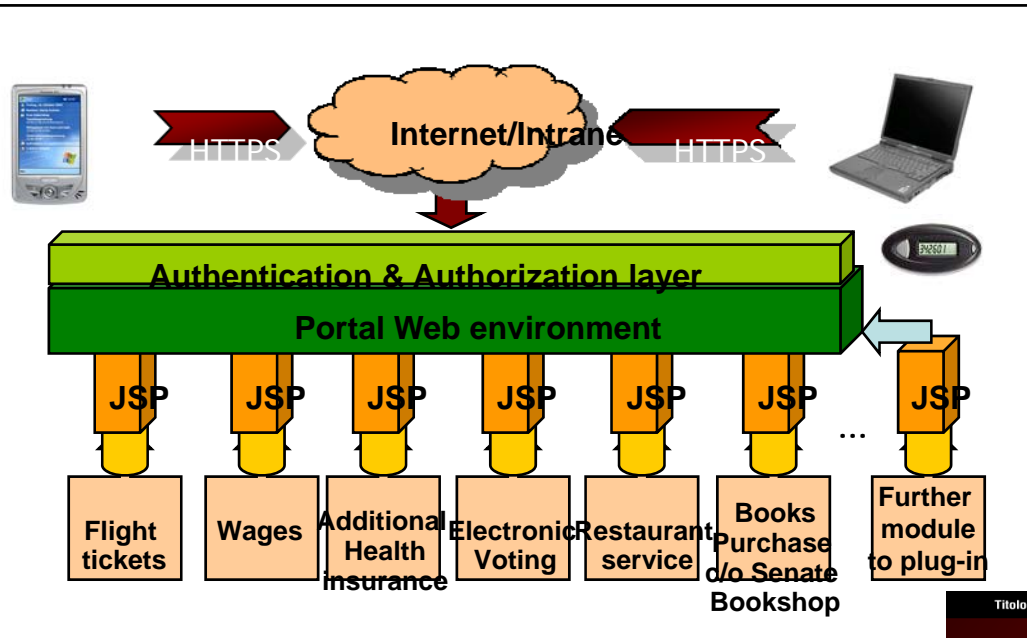 HTTPS
Internet/Intrane
HTTPS
342601
Authentication & Authorization layer
Portal Web environment
JSP
JSP
JSP
JSP
JSP
JSP
...
JSP
Flight
tickets
Wages
Additional
Health
insurance
Electronic
Voting
Restaurant
service
Books
Purchase
c/o Senate
Bookshop
Further
module
to plug-in
Titolo